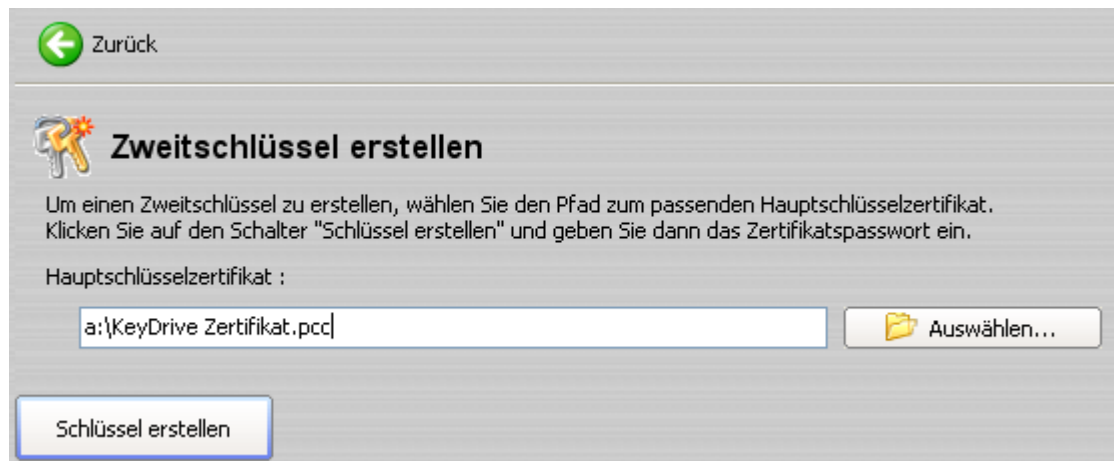 Zurück
Zweitschlüssel erstellen
Um einen Zweitschlüssel zu erstellen, wählen Sie den Pfad zum passenden Hauptschlüsselzertifikat.
Klicken Sie auf den Schalter "Schlüssel erstellen" und geben Sie dann das Zertifikatspasswort ein.
Hauptschlüsselzertifikat :
a:\KeyDrive Zertifikat.pcc
Auswählen...
Schlüssel erstellen